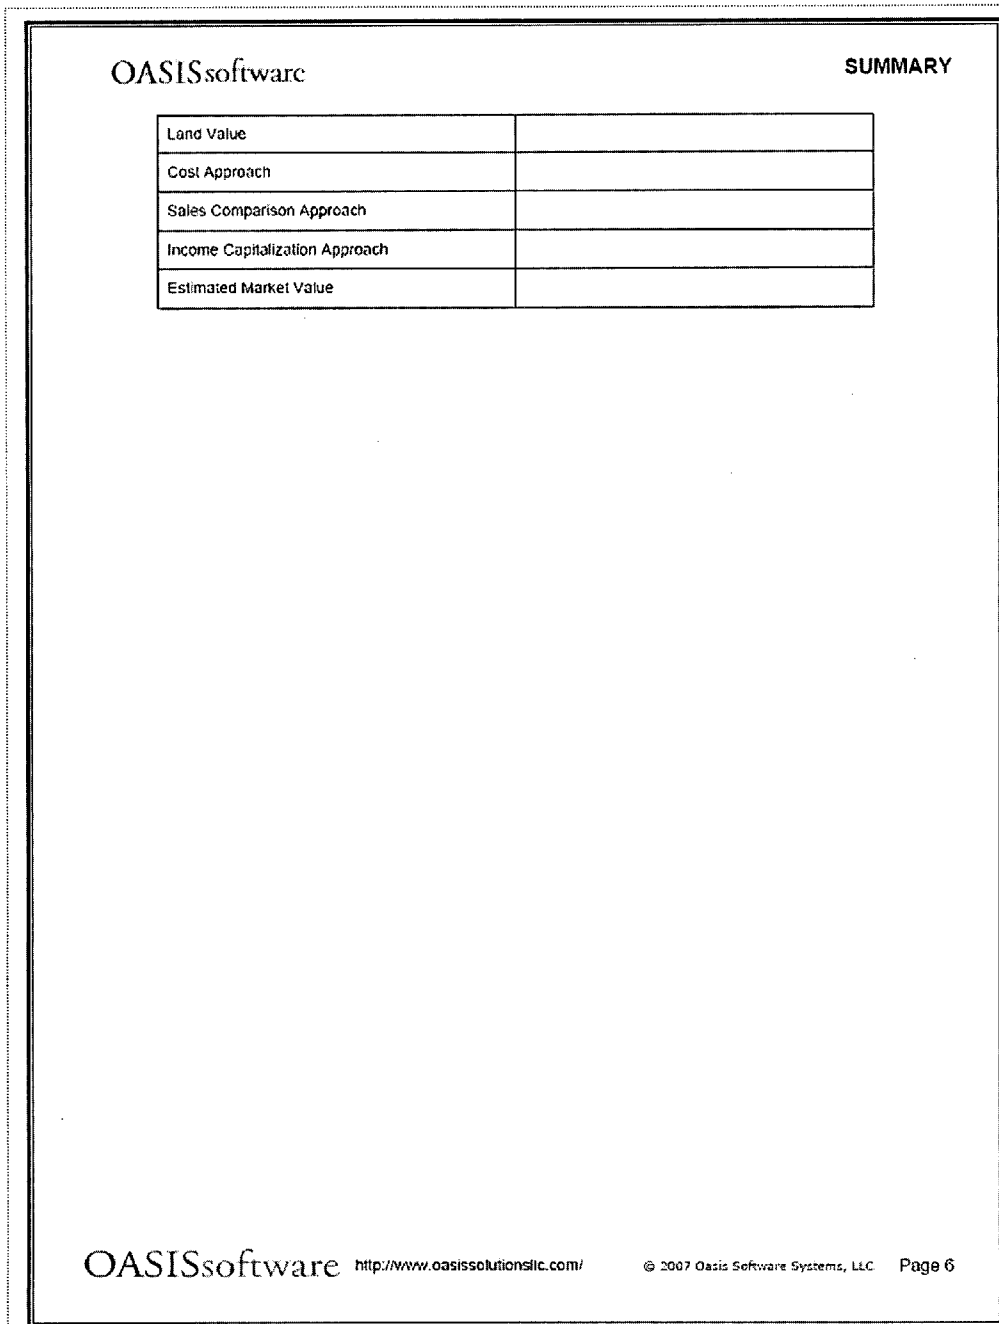 OASISsoftware
SUMMARY
Land Value
Cost Approach
Sales Comparison Approach
Income Capitalization Approach
Estimated Market Value
OASISsoftware http://www.oasissolutionsllc.com/ © 2007 Oasis Software Systems, LLC Page 6